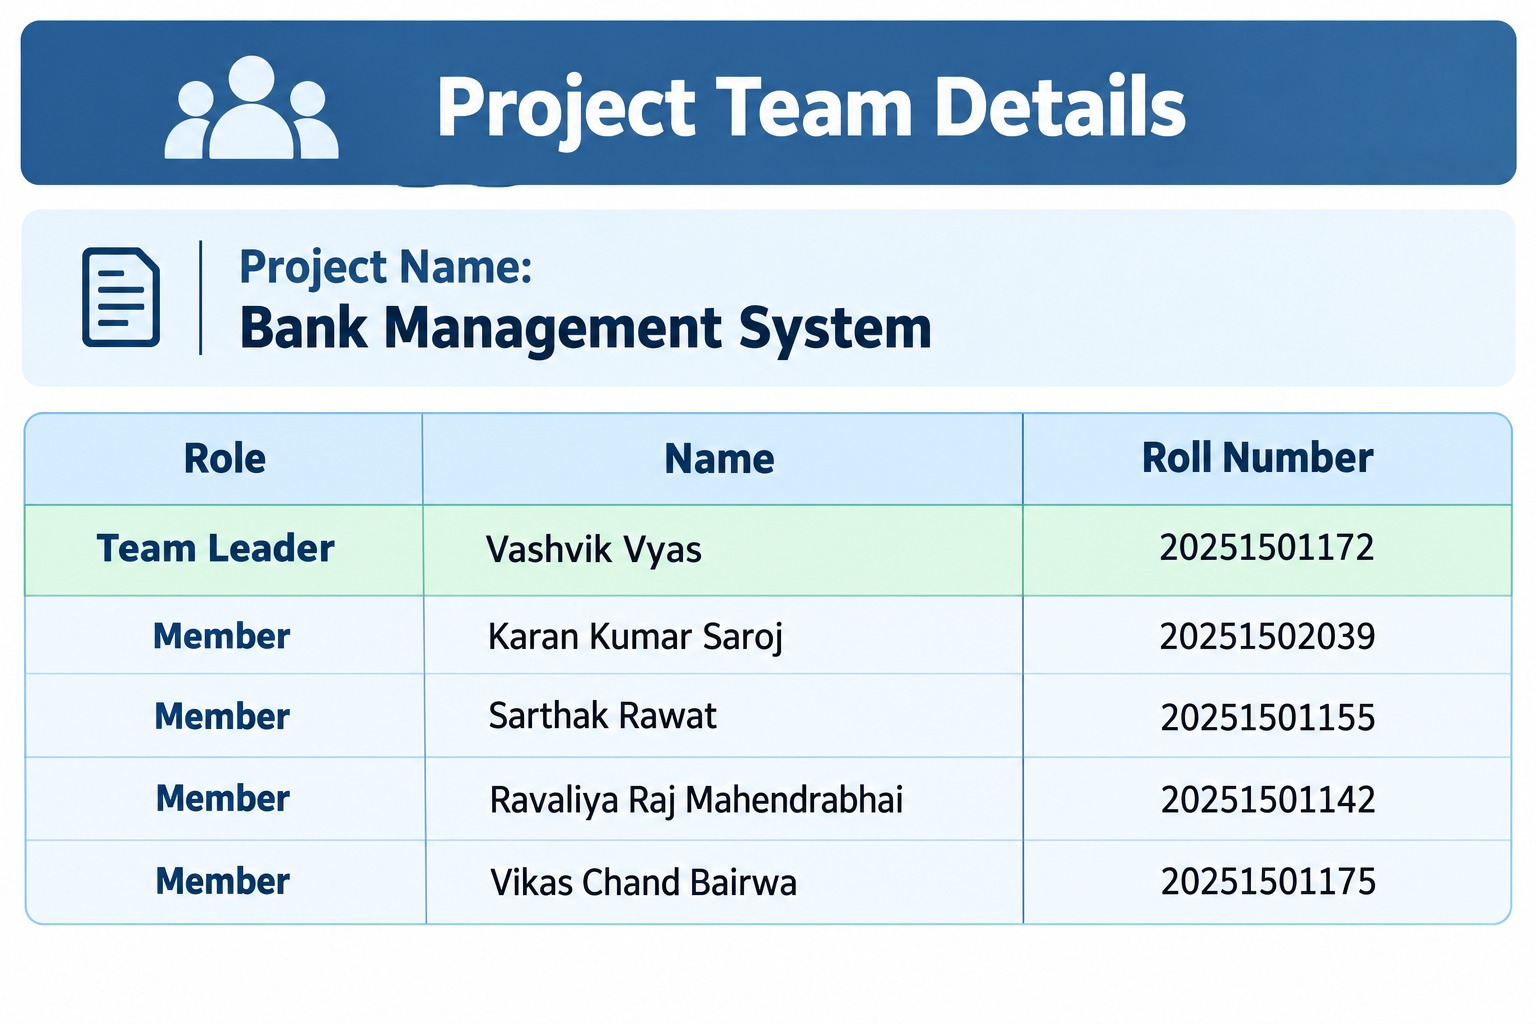 Project Team Details
Project Name:
Bank Management System
Role Name Roll Number
Team Leader Vashvik Vyas 20251501172
Member Karan Kumar Saroj 20251502039
Member Sarthak Rawat 20251501155
Member Ravaliya Raj Mahendrabhai 20251501142
Member Vikas Chand Bairwa 20251501175